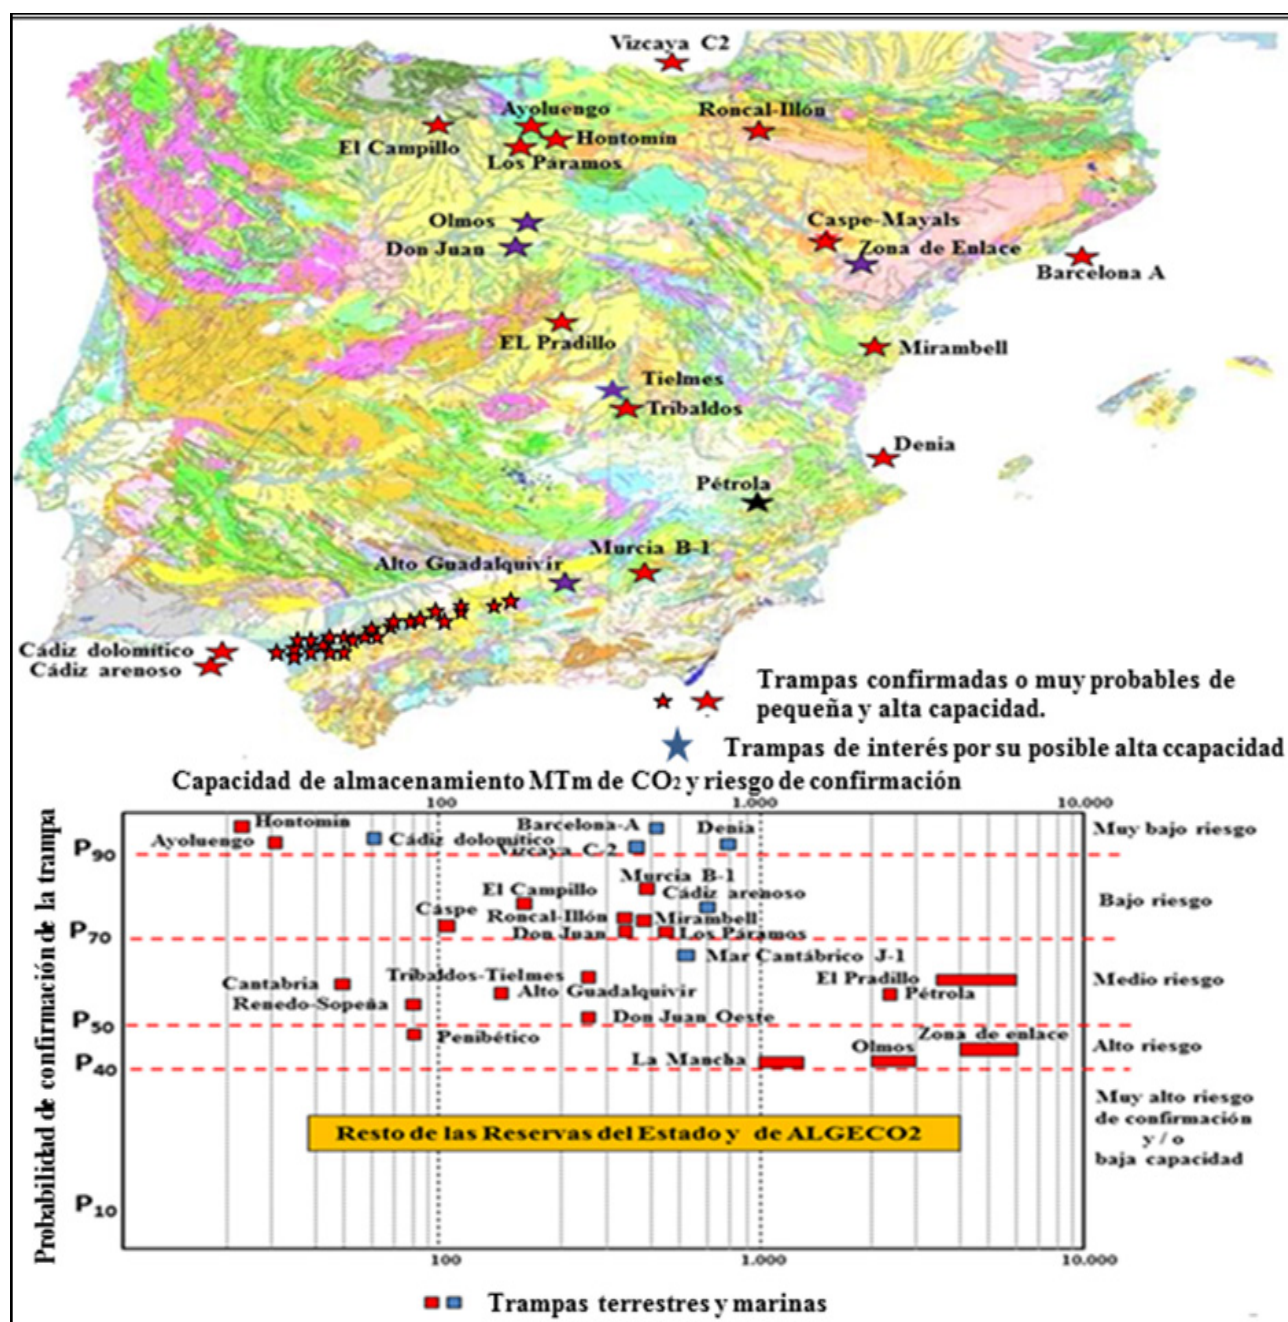 Vizcaya C2
Ayoluengo
Roncal-Illón
El Campillo
Hontomín
Los Páramos
Olmos
Don Juan
Caspe-Mayals
Zona de Enlace
Barcelona A
EL Pradillo
Mirambell
Tielmes
Tribaldos
Denia
Pétrola
Murcia B-1
Alto Guadalquivir
Cádiz dolomítico
Cádiz arenoso
Trampas confirmadas o muy probables de
pequeña y alta capacidad.
Trampas de interés por su posible alta ccapacidad
Capacidad de almacenamiento MTm de CO2 y riesgo de confirmación
100
1.000
10.000
Probabilidad de confirmación de la trampa
Hontomín
Ayoluengo
Cádiz dolomítico
Barcelona-A
Denia
Vizcaya C-2
Muy bajo riesgo
P90
Murcia B-1
El Campillo
Cádiz arenoso
Caspe
Roncal-Illón
Mirambell
Don Juan
Los Páramos
Bajo riesgo
P70
Mar Cantábrico J-1
Cantabria
Tribaldos-Tielmes
El Pradillo
Medio riesgo
Renedo-Sopeña
Alto Guadalquivir
Pétrola
Don Juan Oeste
P50
Penibético
Zona de enlace
La Mancha
Olmos
Alto riesgo
P40
Muy alto riesgo
de confirmación
y / o
baja capacidad
Resto de las Reservas del Estado y de ALGECO2
P10
100
1.000
10.000
Trampas terrestres y marinas